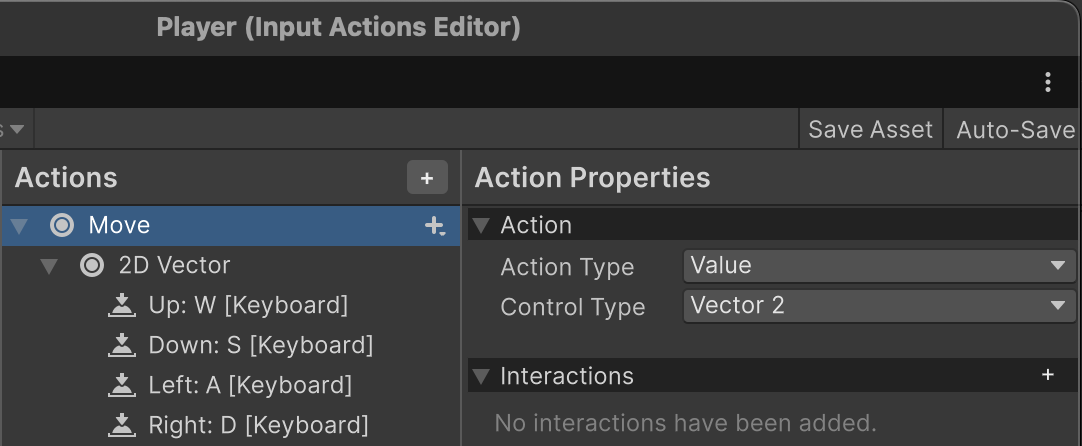 Player (Input Actions Editor)
Save Asset
Auto-Save
Actions
+
Action Properties
Move
Action
2D Vector
Action Type
Value
Up: W [Keyboard]
Control Type
Vector 2
Down: S [Keyboard]
Left: A [Keyboard]
Interactions
+
Right: D [Keyboard]
No interactions have been added.